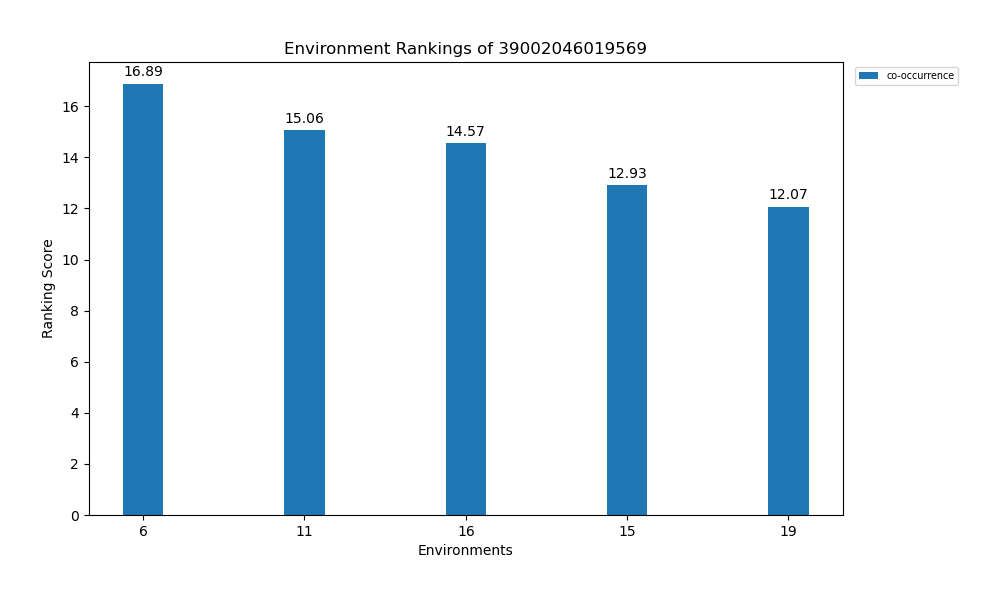 Environment Rankings of 39002046019569
co-occurrence
16.89
15.06
14.57
12.93
12.07
Ranking Score
16
14
12
10
8
6
4
2
0
6 11 16 15 19
Environments